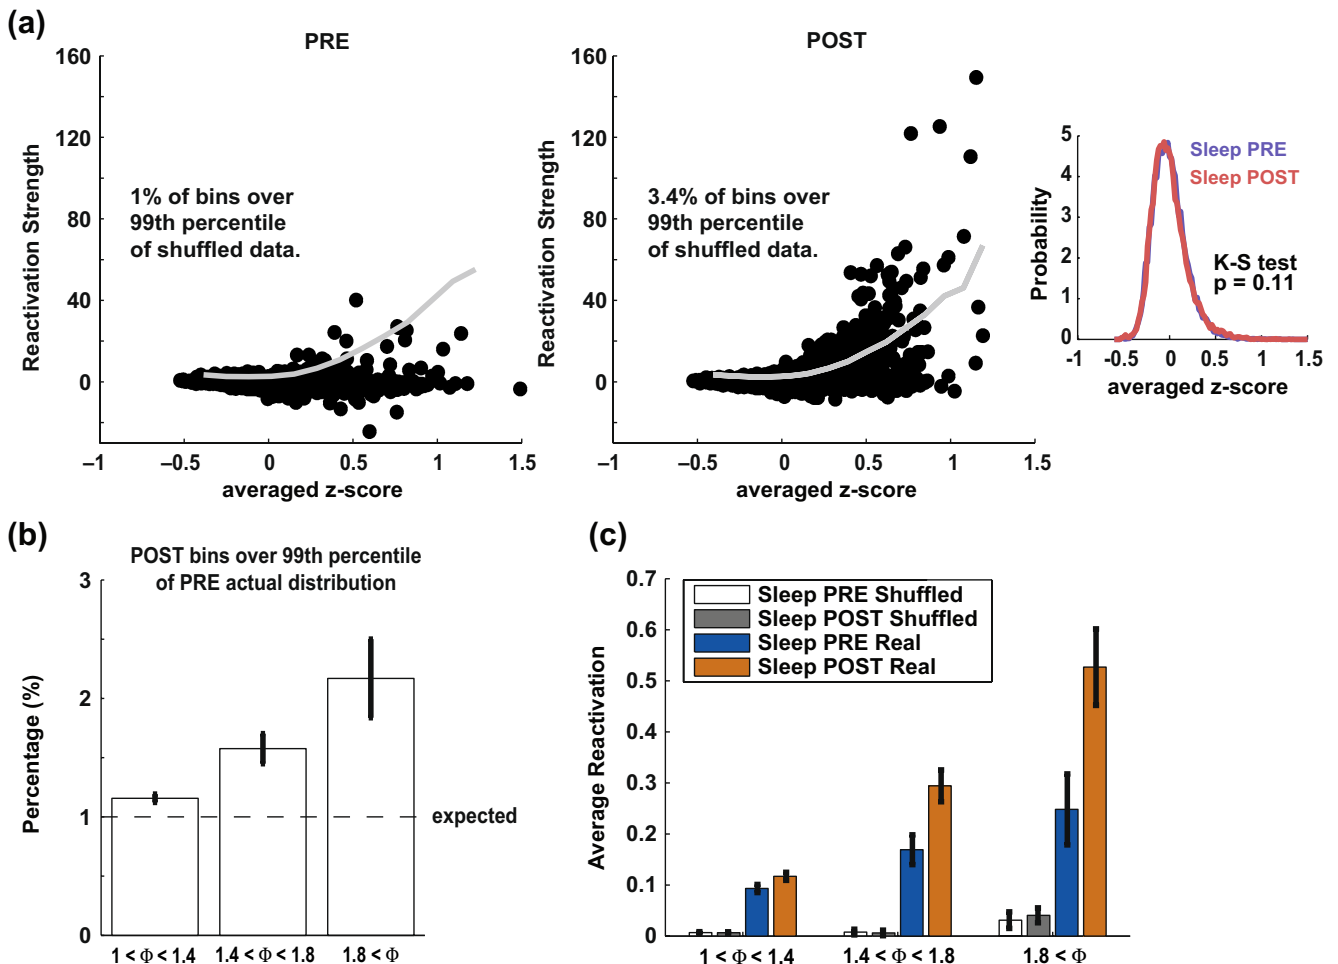 (a)
PRE
160
120
80
40
0
Reactivation Strength
1% of bins over
99th percentile
of shuffled data.
–1
–0.5
0
0.5
1
1.5
averaged z-score
POST
160
120
80
40
0
Reactivation Strength
3.4% of bins over
99th percentile
of shuffled data.
–1
–0.5
0
0.5
1
1.5
averaged z-score
5
4
3
2
1
0
Probability
Sleep PRE
Sleep POST
K-S test
p = 0.11
-1
-0.5
0
0.5
1
1.5
averaged z-score
(b)
POST bins over 99th percentile
of PRE actual distribution
3
2
1
0
Percentage (%)
expected
1 < Φ < 1.4
1.4 < Φ < 1.8
1.8 < Φ
(c)
0.7
0.6
0.5
0.4
0.3
0.2
0.1
0
Average Reactivation
Sleep PRE Shuffled
Sleep POST Shuffled
Sleep PRE Real
Sleep POST Real
1 < Φ < 1.4
1.4 < Φ < 1.8
1.8 < Φ